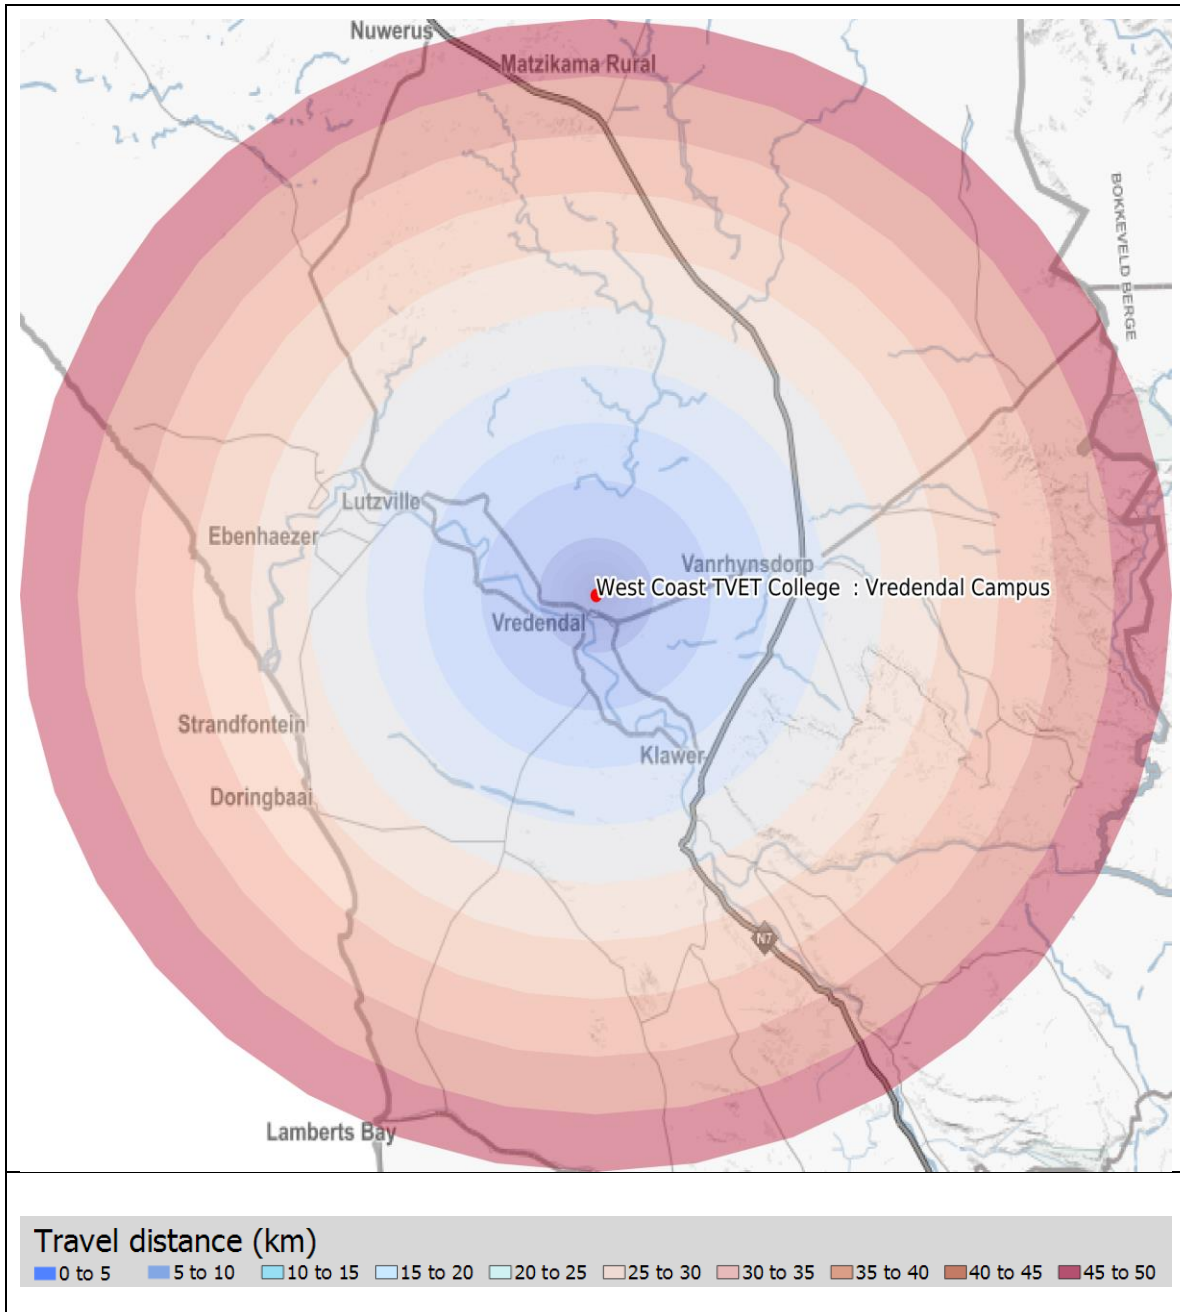 Nuwerus
Matzikama Rural
BOKKEVELD BERGE
Lutzville
Ebenhaezer
Vanrhynsdorp
West Coast TVET College : Vredendal Campus
Vredendal
Strandfontein
Klawer
Doringbaai
N7
Lamberts Bay
Travel distance (km)
0 to 5 5 to 10 10 to 15 15 to 20 20 to 25 25 to 30 30 to 35 35 to 40 40 to 45 45 to 50